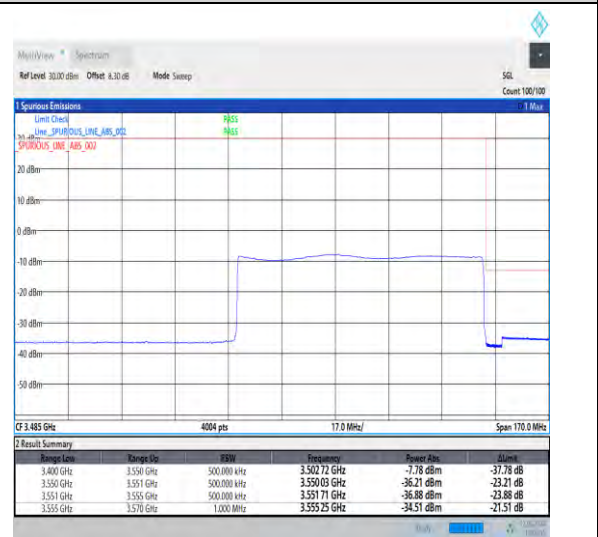 MultiView Spectrum
Ref Level 30.00 dBm Offset 8.30 dB Mode Sweep SGL
Count 100/100
1 Spurious Emissions 1 Max
Limit Check PASS
Line _SPURIOUS_LINE_ABS_002 PASS
_SPURIOUS_LINE_ABS_002
20 dBm
10 dBm
0 dBm
-10 dBm
-20 dBm
-30 dBm
-40 dBm
-50 dBm
CF 3.485 GHz 4004 pts 17.0 MHz/ Span 170.0 MHz
2 Result Summary
Range Low Range Up RBW Frequency Power Abs ΔLimit
3.400 GHz 3.550 GHz 500.000 kHz 3.502 72 GHz -7.78 dBm -37.78 dB
3.550 GHz 3.551 GHz 500.000 kHz 3.550 03 GHz -36.21 dBm -23.21 dB
3.551 GHz 3.555 GHz 500.000 kHz 3.551 71 GHz -36.88 dBm -23.88 dB
3.555 GHz 3.570 GHz 1.000 MHz 3.555 25 GHz -34.51 dBm -21.51 dB